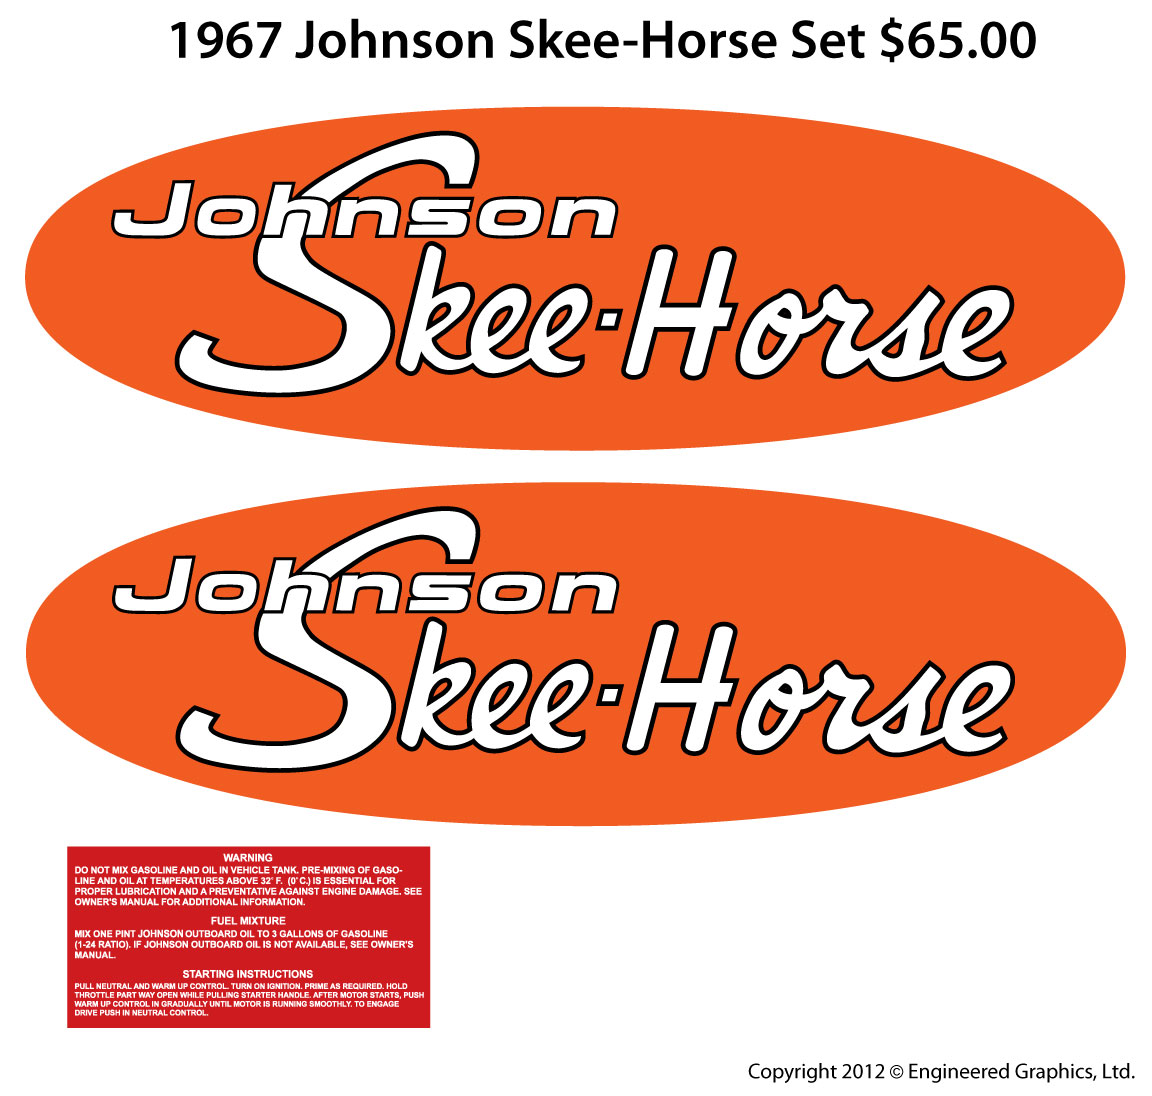 1967 Johnson Skee-Horse Set $65.00
Johnson
Skee-Horse
Johnson
Skee-Horse
WARNING
DO NOT MIX GASOLINE AND OIL IN VEHICLE TANK. PRE-MIXING OF GASO-
LINE AND OIL AT TEMPERATURES ABOVE 32° F. (0°C.) IS ESSENTIAL FOR
PROPER LUBRICATION AND A PREVENTATIVE AGAINST ENGINE DAMAGE. SEE
OWNER'S MANUAL FOR ADDITIONAL INFORMATION.
FUEL MIXTURE
MIX ONE PINT JOHNSON OUTBOARD OIL TO 3 GALLONS OF GASOLINE
(1-24 RATIO). IF JOHNSON OUTBOARD OIL IS NOT AVAILABLE, SEE OWNER'S
MANUAL.
STARTING INSTRUCTIONS
PULL NEUTRAL AND WARM UP CONTROL. TURN ON IGNITION. PRIME AS REQUIRED. HOLD
THROTTLE PART WAY OPEN WHILE PULLING STARTER HANDLE. AFTER MOTOR STARTS, PUSH
WARM UP CONTROL IN GRADUALLY UNTIL MOTOR IS RUNNING SMOOTHLY. TO ENGAGE
DRIVE PUSH IN NEUTRAL CONTROL.
Copyright 2012 © Engineered Graphics, Ltd.